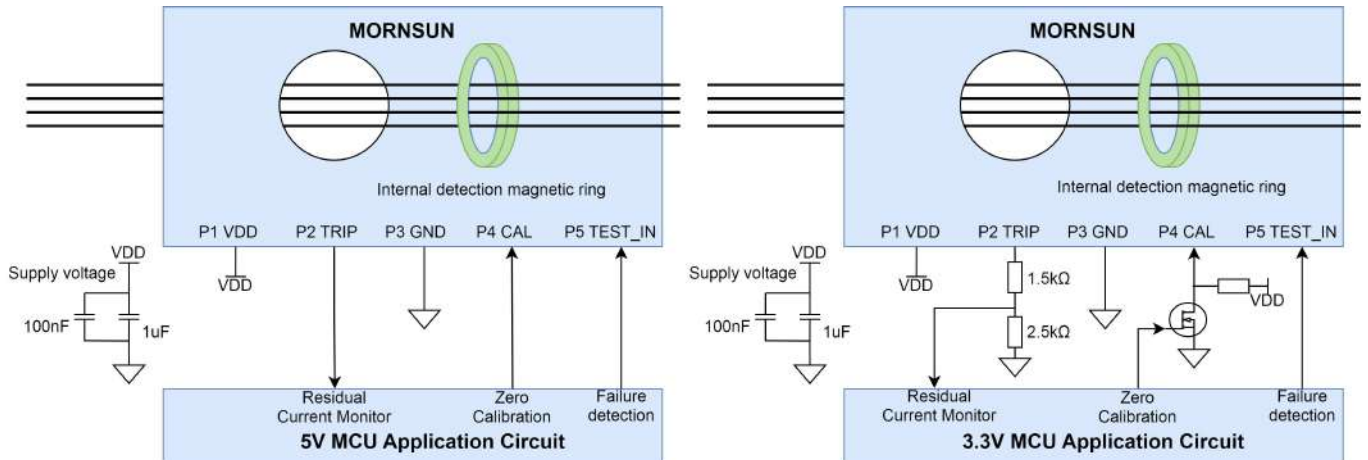 MORNSUN
Internal detection magnetic ring
P1 VDD
P2 TRIP
P3 GND
P4 CAL
P5 TEST_IN
VDD
Supply voltage
VDD
100nF
1uF
Residual
Current Monitor
Zero
Calibration
Failure
detection
5V MCU Application Circuit
MORNSUN
Internal detection magnetic ring
P1 VDD
P2 TRIP
P3 GND
P4 CAL
P5 TEST_IN
VDD
Supply voltage
VDD
1.5kΩ
VDD
100nF
1uF
2.5kΩ
Residual
Current Monitor
Zero
Calibration
Failure
detection
3.3V MCU Application Circuit